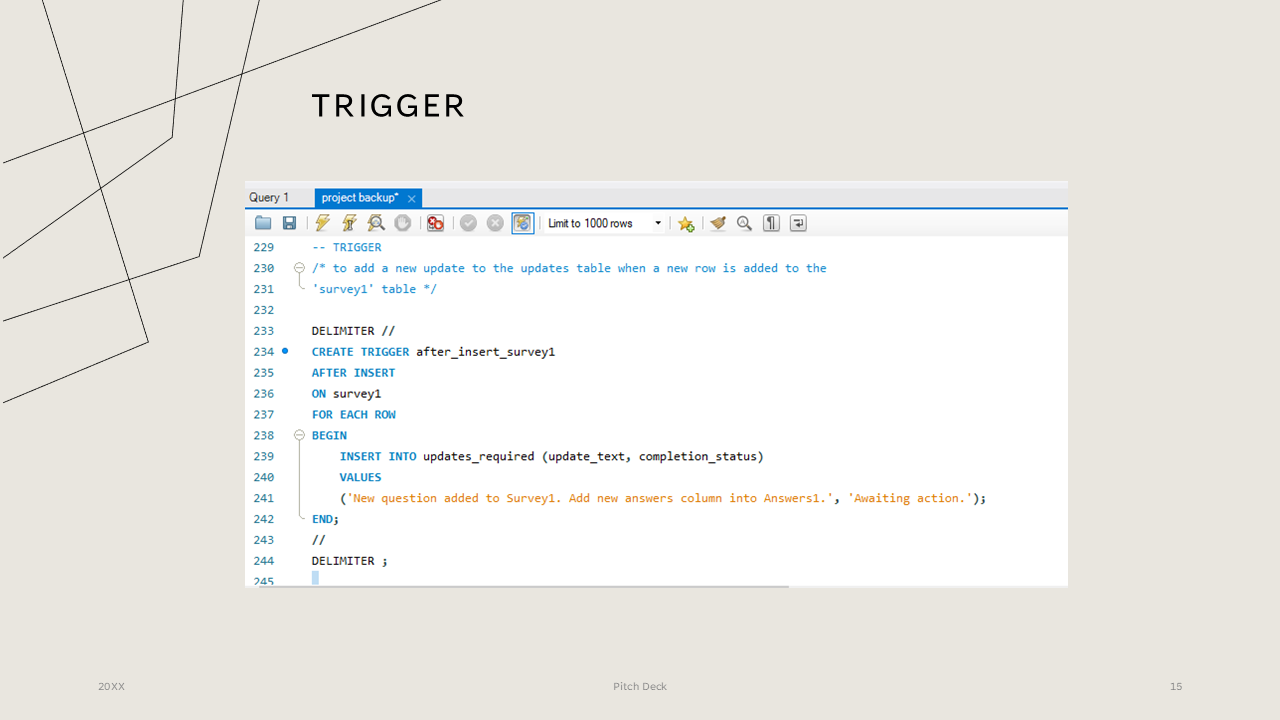 TRIGGER
Query 1
project backup*
Limit to 1000 rows
229 -- TRIGGER
230 /* to add a new update to the updates table when a new row is added to the
231 'survey1' table */
232
233 DELIMITER //
234 CREATE TRIGGER after_insert_survey1
235 AFTER INSERT
236 ON survey1
237 FOR EACH ROW
238 BEGIN
239 INSERT INTO updates_required (update_text, completion_status)
240 VALUES
241 ('New question added to Survey1. Add new answers column into Answers1.', 'Awaiting action.');
242 END;
243 //
244 DELIMITER ;
245
20XX
Pitch Deck
15